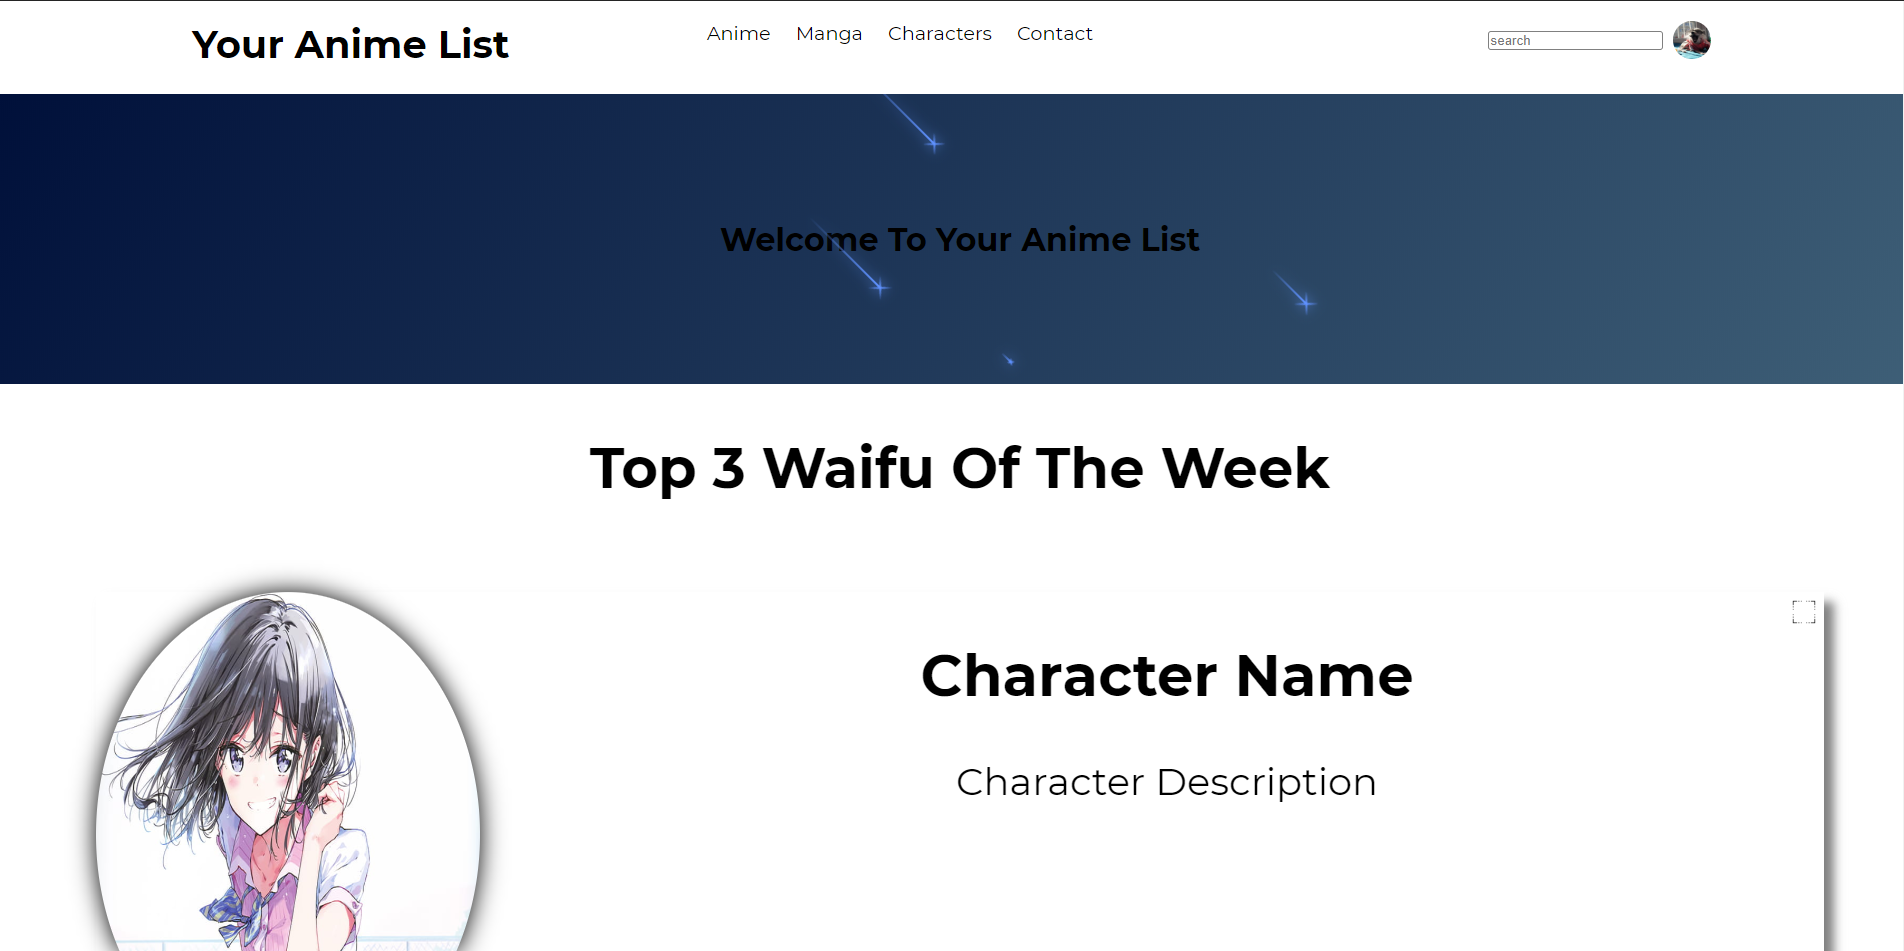 Your Anime List
Anime Manga Characters Contact
search
Welcome To Your Anime List
Top 3 Waifu Of The Week
Character Name
Character Description